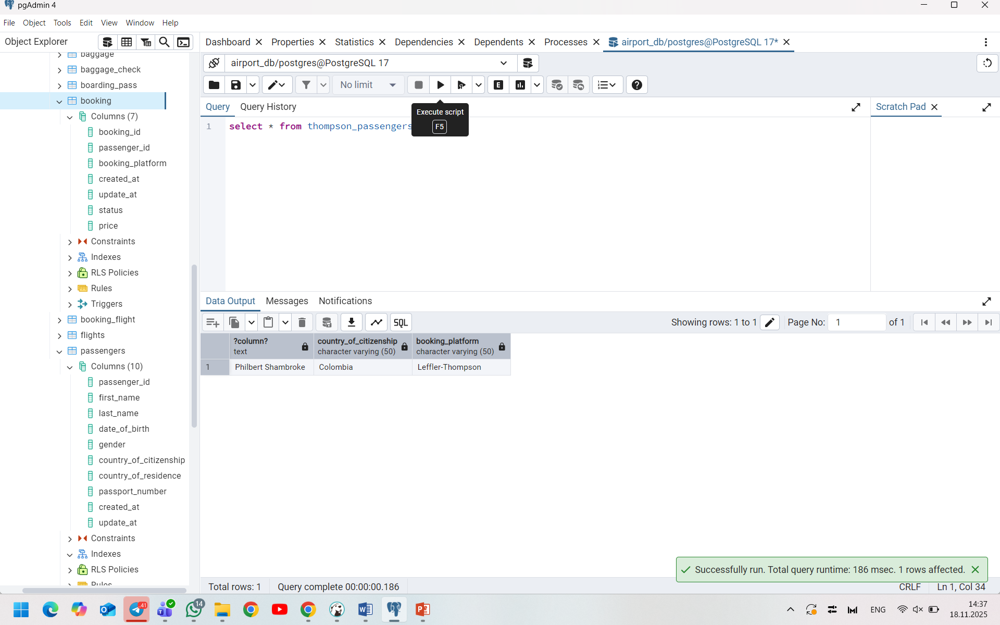 pgAdmin 4
File Object Tools Edit View Window Help
Object Explorer
Dashboard Properties Statistics Dependencies Dependents Processes airport_db/postgres@PostgreSQL 17*
baggage
baggage_check
boarding_pass
booking
Columns (7)
booking_id
passenger_id
booking_platform
created_at
update_at
status
price
Constraints
Indexes
RLS Policies
Rules
Triggers
booking_flight
flights
passengers
Columns (10)
passenger_id
first_name
last_name
date_of_birth
gender
country_of_citizenship
country_of_residence
passport_number
created_at
update_at
Constraints
Indexes
RLS Policies
Rules
airport_db/postgres@PostgreSQL 17
No limit
E
Query Query History
Scratch Pad
Execute script
F5
1 select * from thompson_passengers
Data Output Messages Notifications
SQL
Showing rows: 1 to 1
Page No: 1 of 1
?column? country_of_citizenship booking_platform
text character varying (50) character varying (50)
1 Philbert Shambroke Colombia Leffler-Thompson
Successfully run. Total query runtime: 186 msec. 1 rows affected.
Total rows: 1 Query complete 00:00:00.186
CRLF Ln 1, Col 34
14
ENG
14:37
18.11.2025